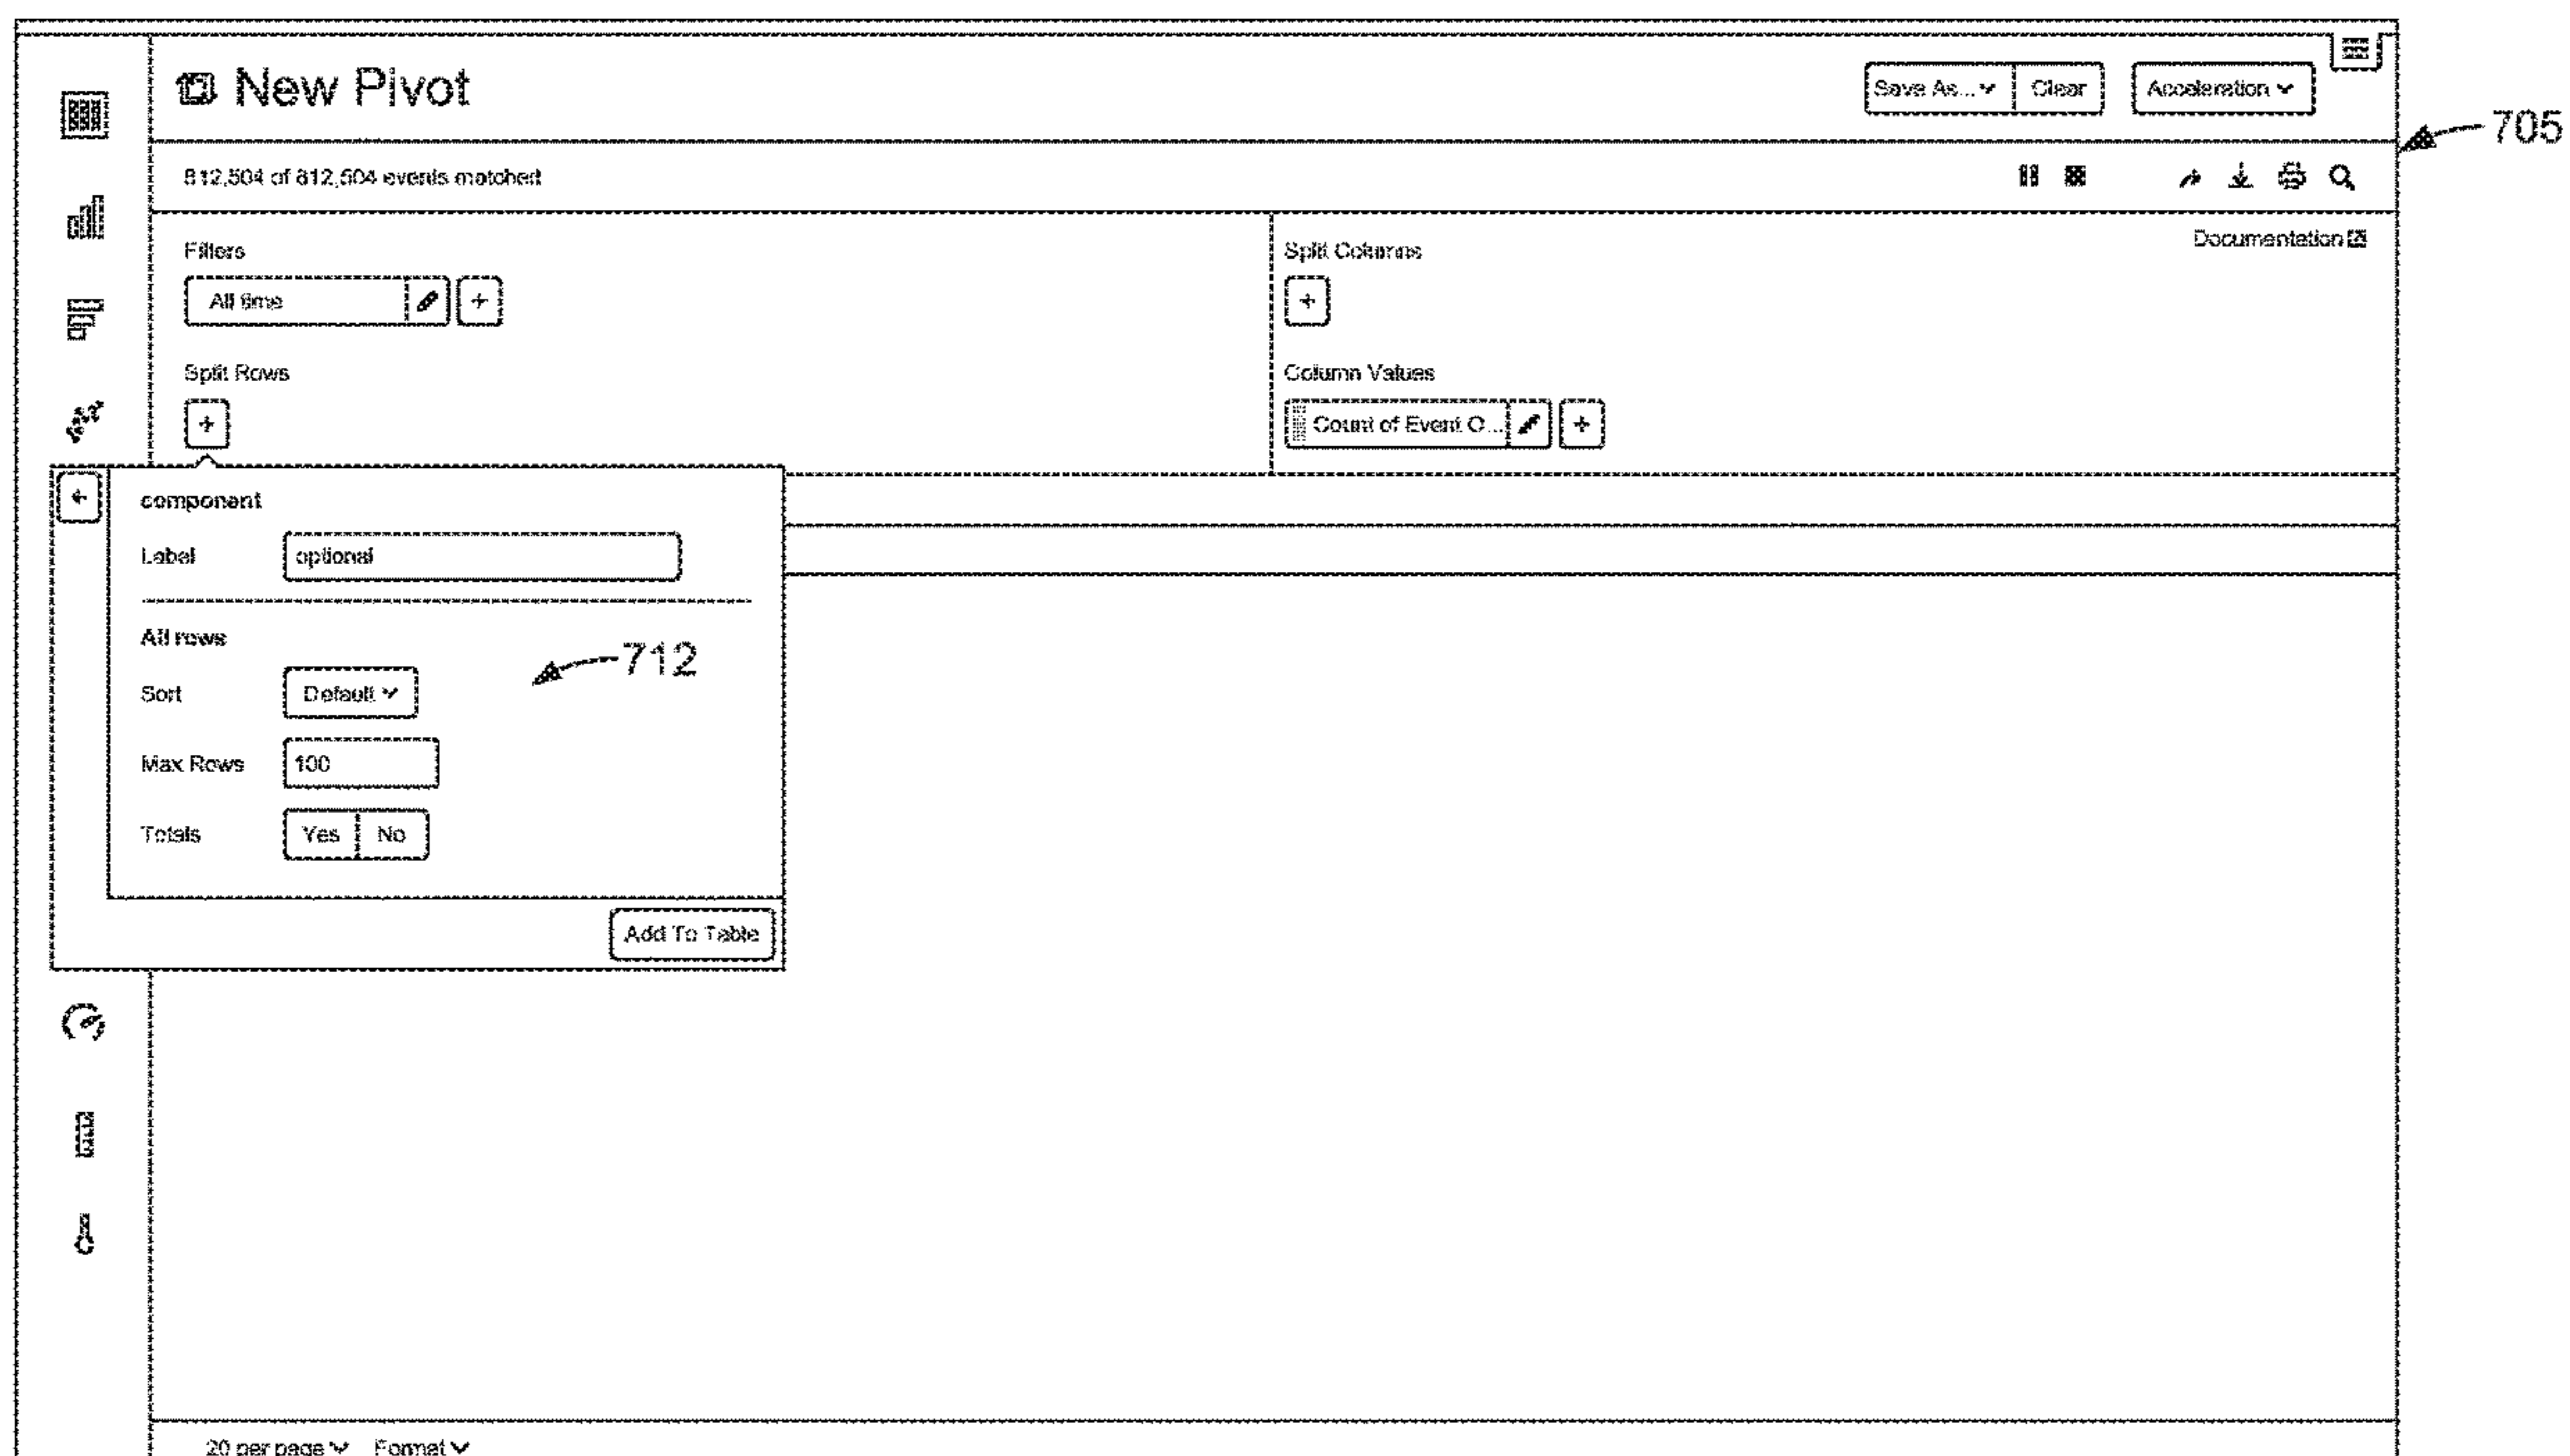 New Pivot
Save As... Clear Acceleration
705
812,504 of 812,504 events matched
Documentation
Filters
All time
+
Split Columns
+
Split Rows
+
Column Values
Count of Event O...
+
component
Label optional
All rows
712
Sort Default
Max Rows 100
Totals Yes No
Add To Table
20 per page Format